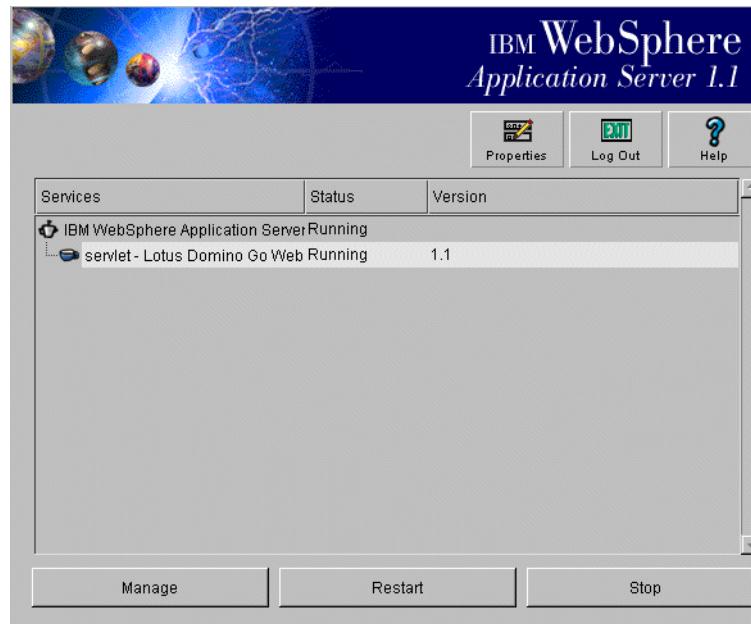 IBM WebSphere
Application Server 1.1
Properties
EXIT
Log Out
Help
Services Status Version
IBM WebSphere Application Server Running
servlet - Lotus Domino Go Web Running 1.1
Manage Restart Stop